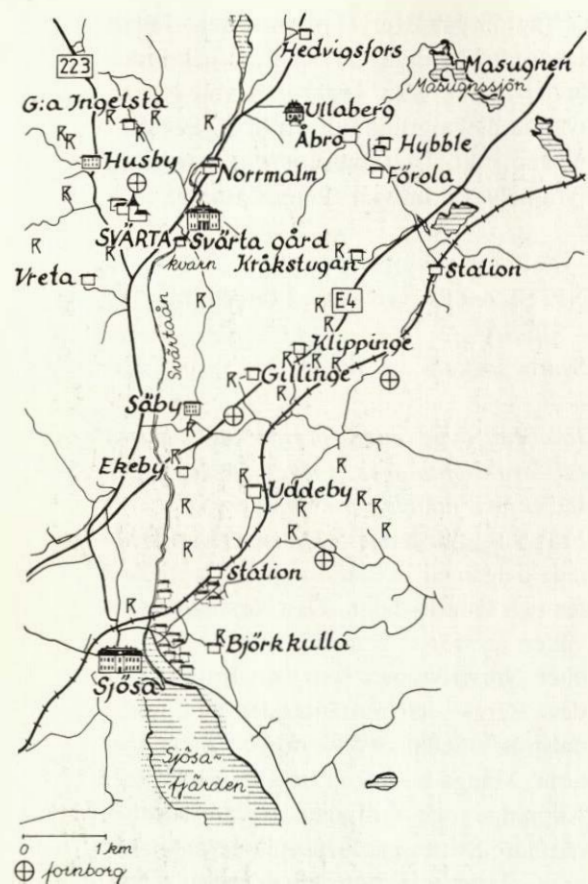 Hedvigsfors
223
Masugnen
Masugnssjön
G:a Ingelsta
Ullaberg
Åbro
Hybble
Husby
Norrmalm
Förola
SVÄRTA
Svärta gård
kvarn
Kråkstugan
Station
Vreta
E4
Svärtaån
Klippinge
Gillinge
Säby
Ekeby
Uddeby
Station
Björkkulla
Sjösa
Sjösa-
fjärden
0 1 km
fornborg